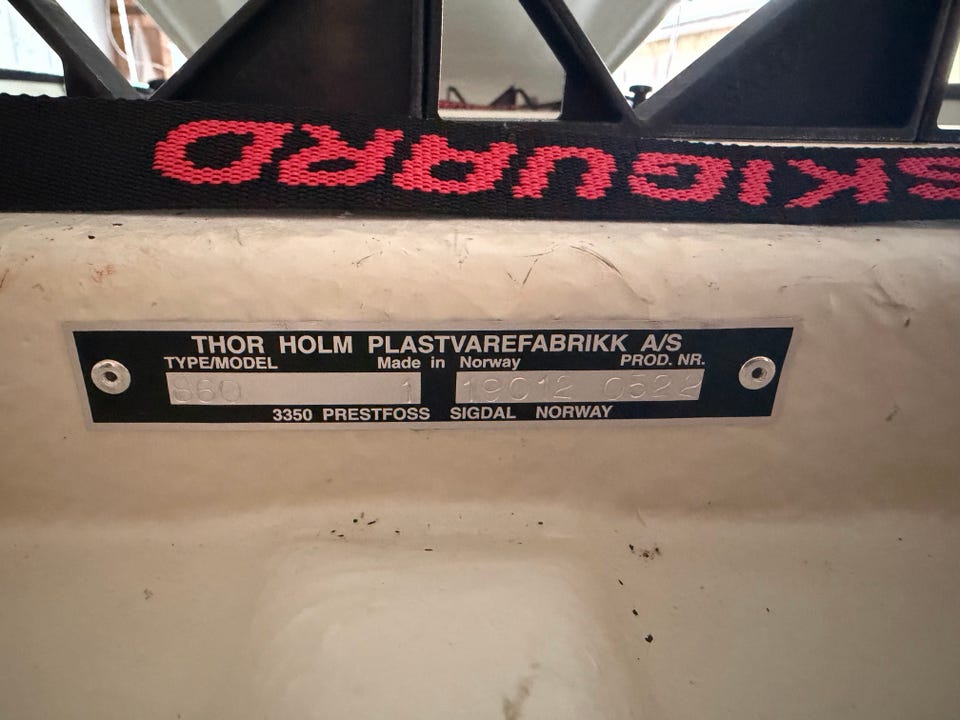 SKIGUARD
THOR HOLM PLASTVAREFABRIKK A/S
TYPE/MODEL Made in Norway PROD. NR.
860 1 19012 0522
3350 PRESTFOSS SIGDAL NORWAY